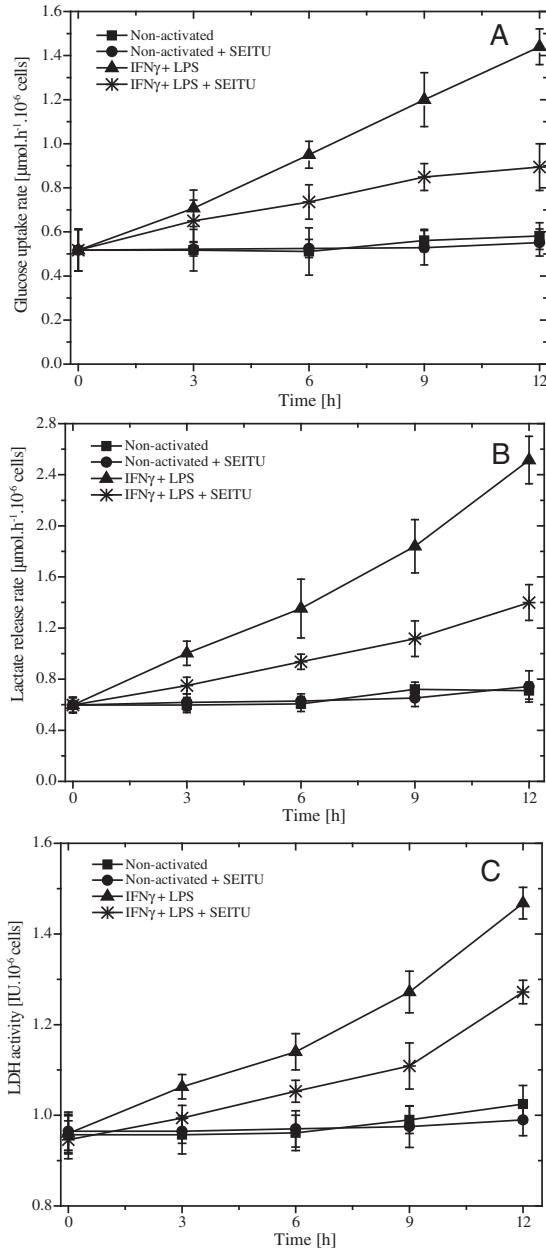 A
Non-activated
Non-activated + SEITU
IFNγ + LPS
IFNγ + LPS + SEITU
Glucose uptake rate [μmol.h⁻¹.10⁻⁶ cells]
1.6
1.4
1.2
1.0
0.8
0.6
0.4
0.2
0.0
0 3 6 9 12
Time [h]
B
Non-activated
Non-activated + SEITU
IFNγ + LPS
IFNγ + LPS + SEITU
Lactate release rate [μmol.h⁻¹.10⁻⁶ cells]
2.8
2.4
2.0
1.6
1.2
0.8
0.4
0.0
0 3 6 9 12
Time [h]
C
Non-activated
Non-activated + SEITU
IFNγ + LPS
IFNγ + LPS + SEITU
LDH activity [IU.10⁻⁶ cells]
1.6
1.4
1.2
1.0
0.8
0 3 6 9 12
Time [h]